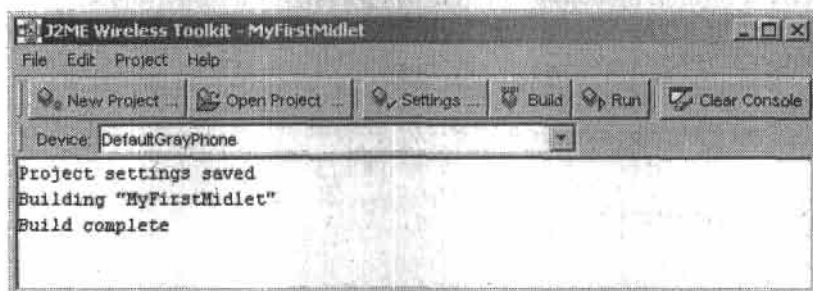 J2ME Wireless Toolkit - MyFirstMidlet
File Edit Project Help
New Project ... Open Project ... Settings ... Build Run Clear Console
Device: DefaultGrayPhone
Project settings saved
Building "MyFirstMidlet"
Build complete